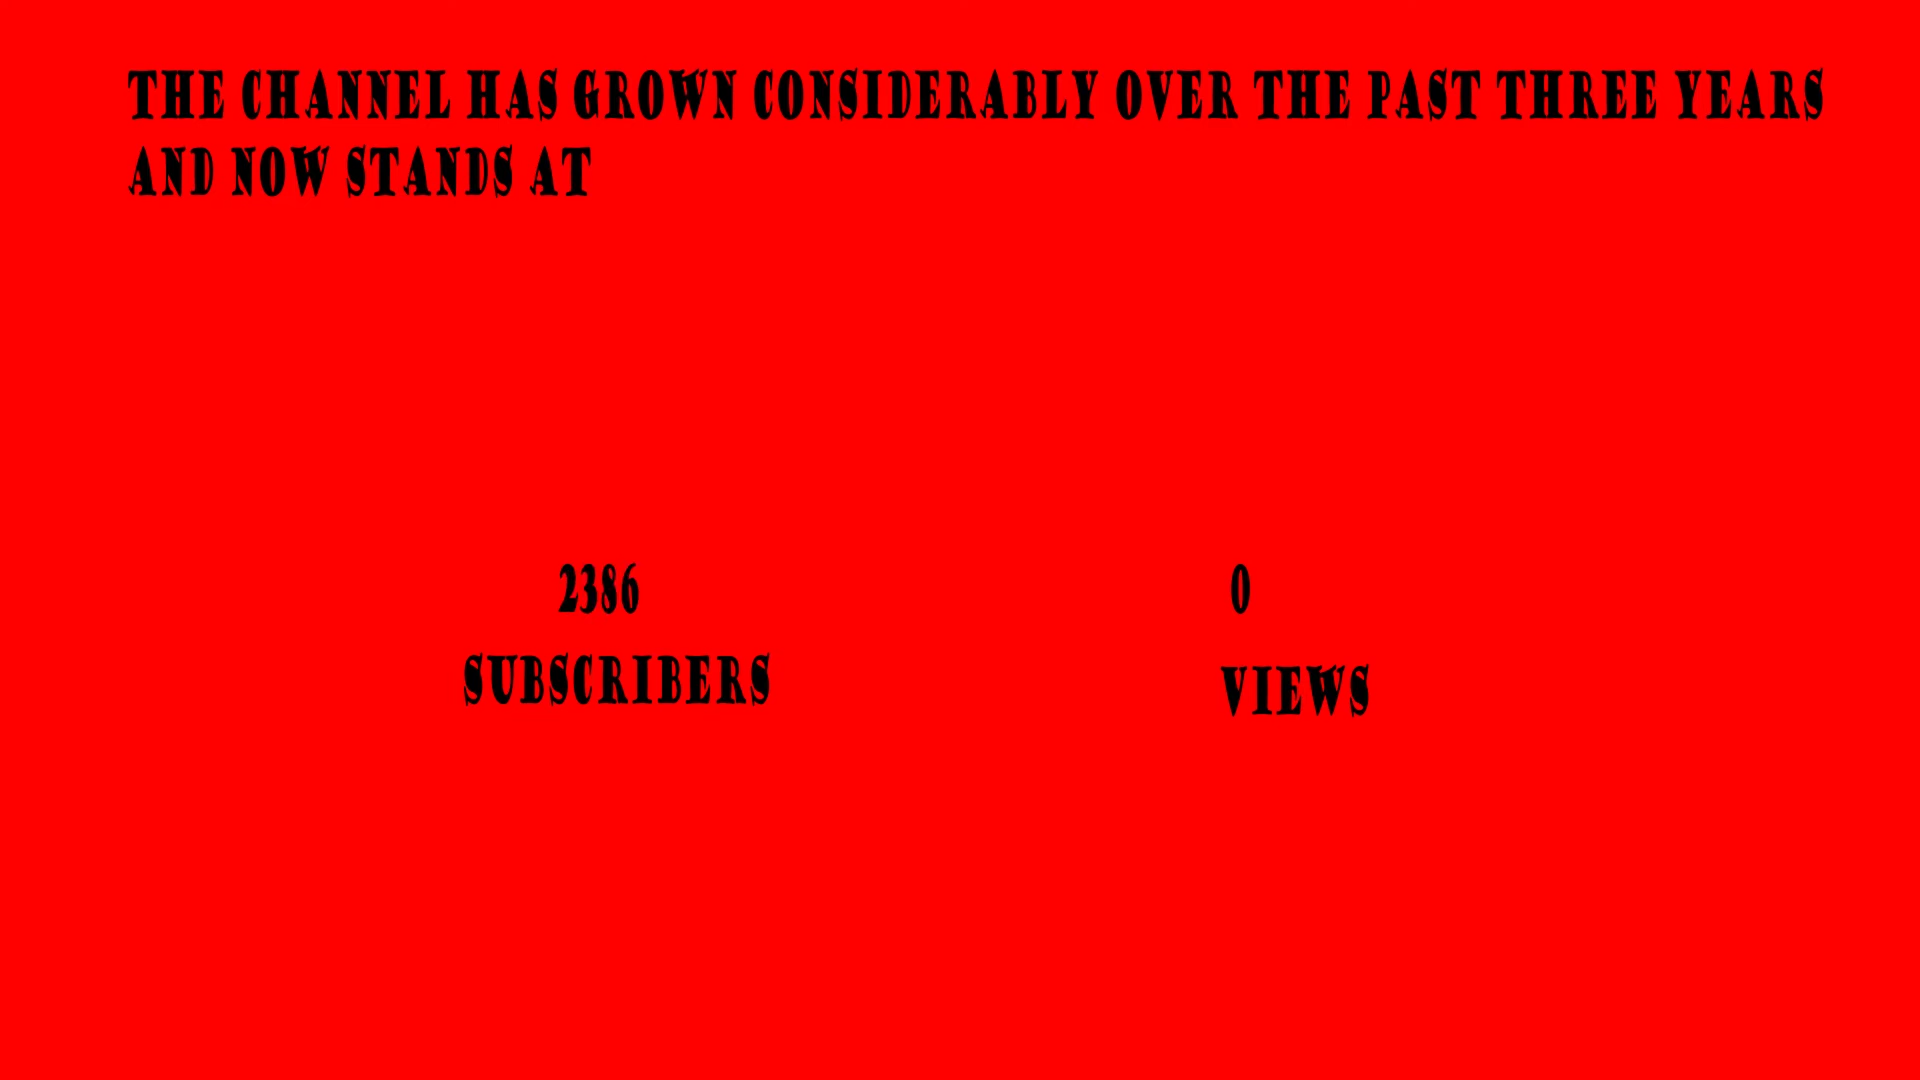 THE CHANNEL HAS GROWN CONSIDERABLY OVER THE PAST THREE YEARS
AND NOW STANDS AT
2386
SUBSCRIBERS
0
VIEWS